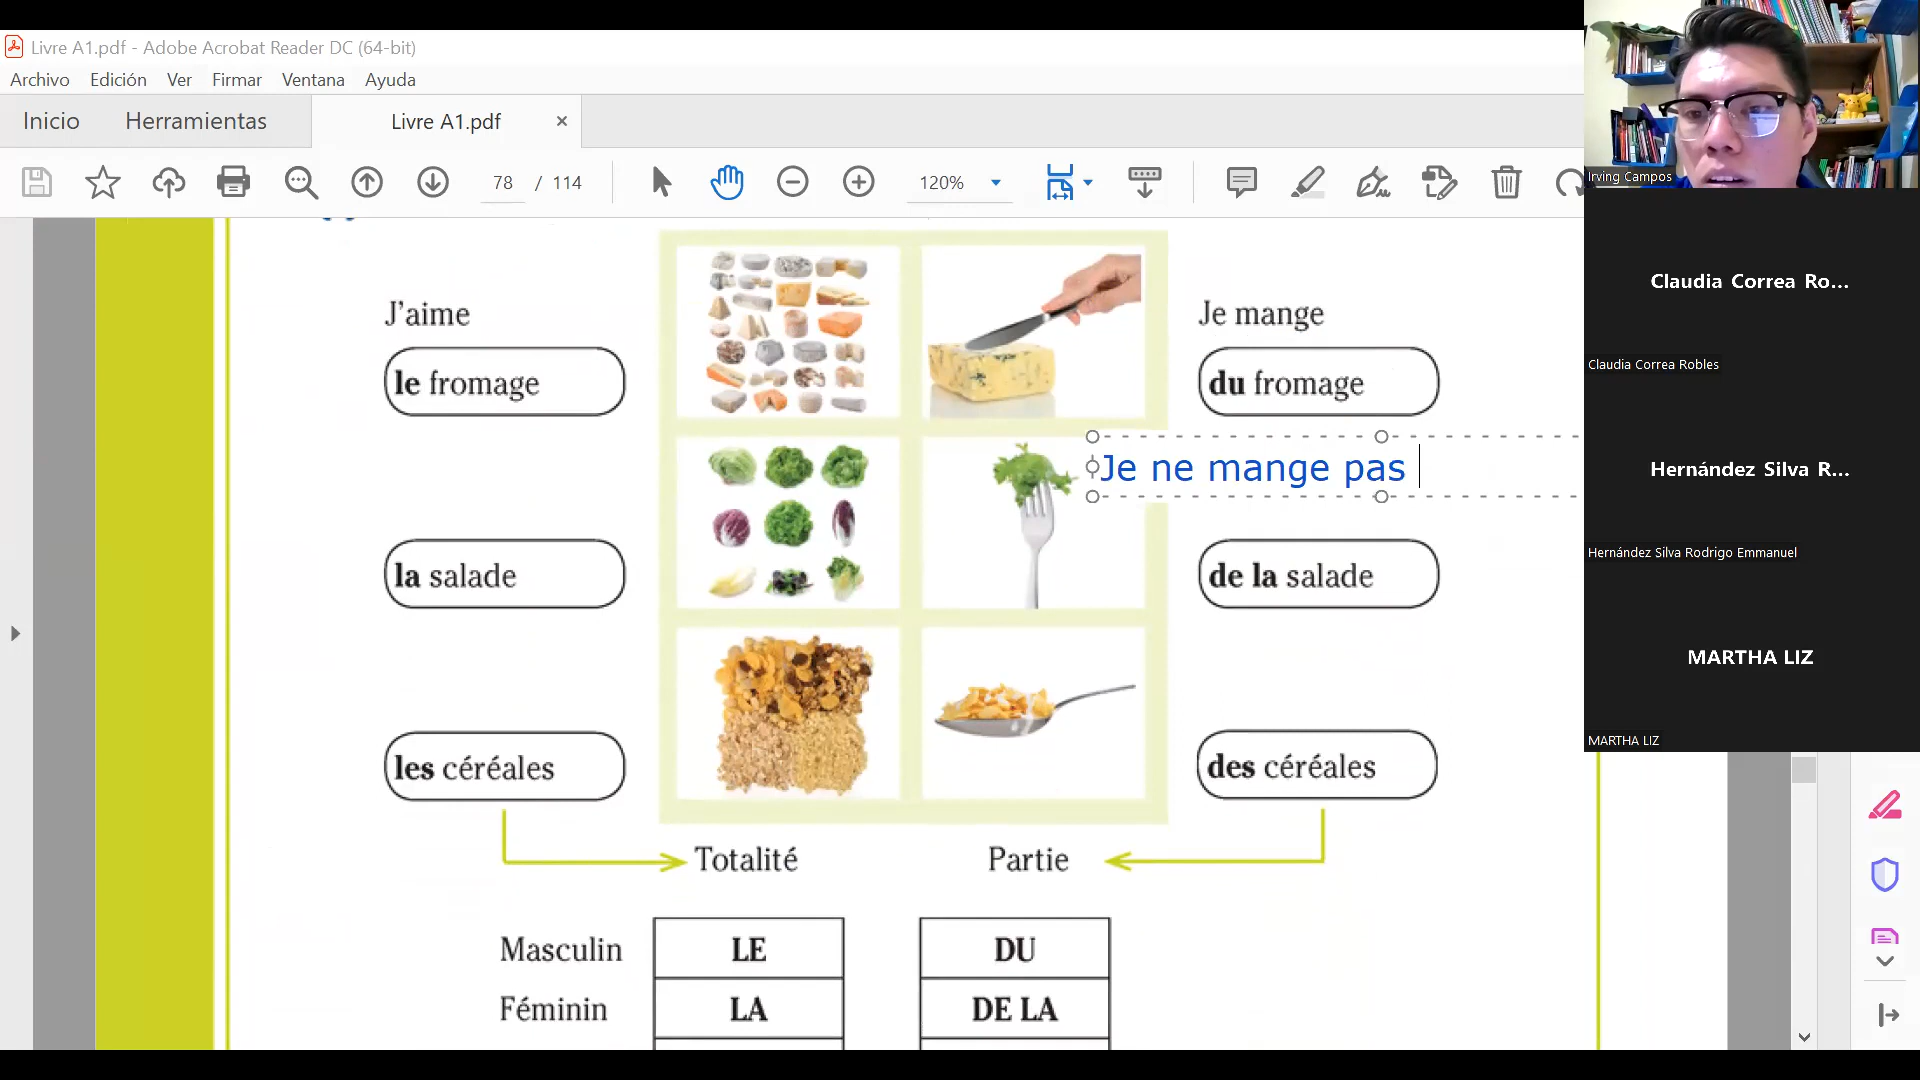 Livre A1.pdf - Adobe Acrobat Reader DC (64-bit)
Archivo Edición Ver Firmar Ventana Ayuda
Inicio Herramientas Livre A1.pdf ×
78 / 114 120%
J'aime
Je mange
le fromage
du fromage
Je ne mange pas
la salade
de la salade
les céréales
des céréales
Totalité Partie
Masculin LE DU
Féminin LA DE LA
Irving Campos
Claudia Correa Ro...
Claudia Correa Robles
Hernández Silva R...
Hernández Silva Rodrigo Emmanuel
MARTHA LIZ
MARTHA LIZ